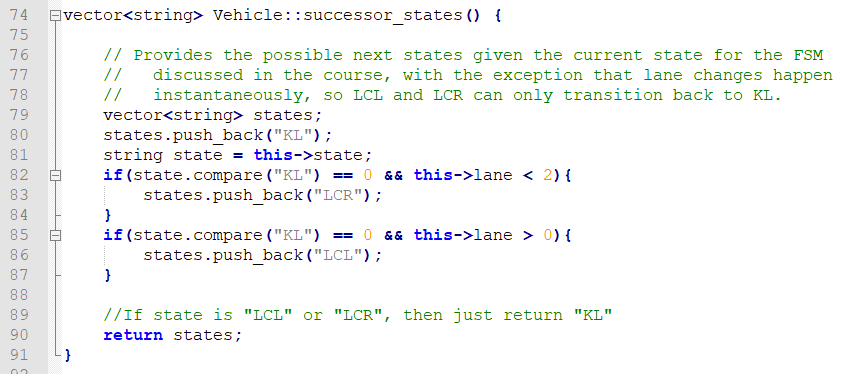 74 vector<string> Vehicle::successor_states() {
75
76 // Provides the possible next states given the current state for the FSM
77 //   discussed in the course, with the exception that lane changes happen
78 //   instantaneously, so LCL and LCR can only transition back to KL.
79 vector<string> states;
80 states.push_back("KL");
81 string state = this->state;
82 if(state.compare("KL") == 0 && this->lane < 2){
83 states.push_back("LCR");
84 }
85 if(state.compare("KL") == 0 && this->lane > 0){
86 states.push_back("LCL");
87 }
88
89 //If state is "LCL" or "LCR", then just return "KL"
90 return states;
91 }